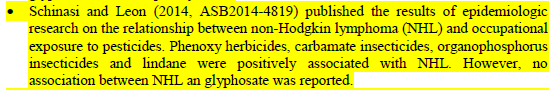 • Schinasi and Leon (2014, ASB2014-4819) published the results of epidemiologic
research on the relationship between non-Hodgkin lymphoma (NHL) and occupational
exposure to pesticides. Phenoxy herbicides, carbamate insecticides, organophosphorus
insecticides and lindane were positively associated with NHL. However, no
association between NHL an glyphosate was reported.